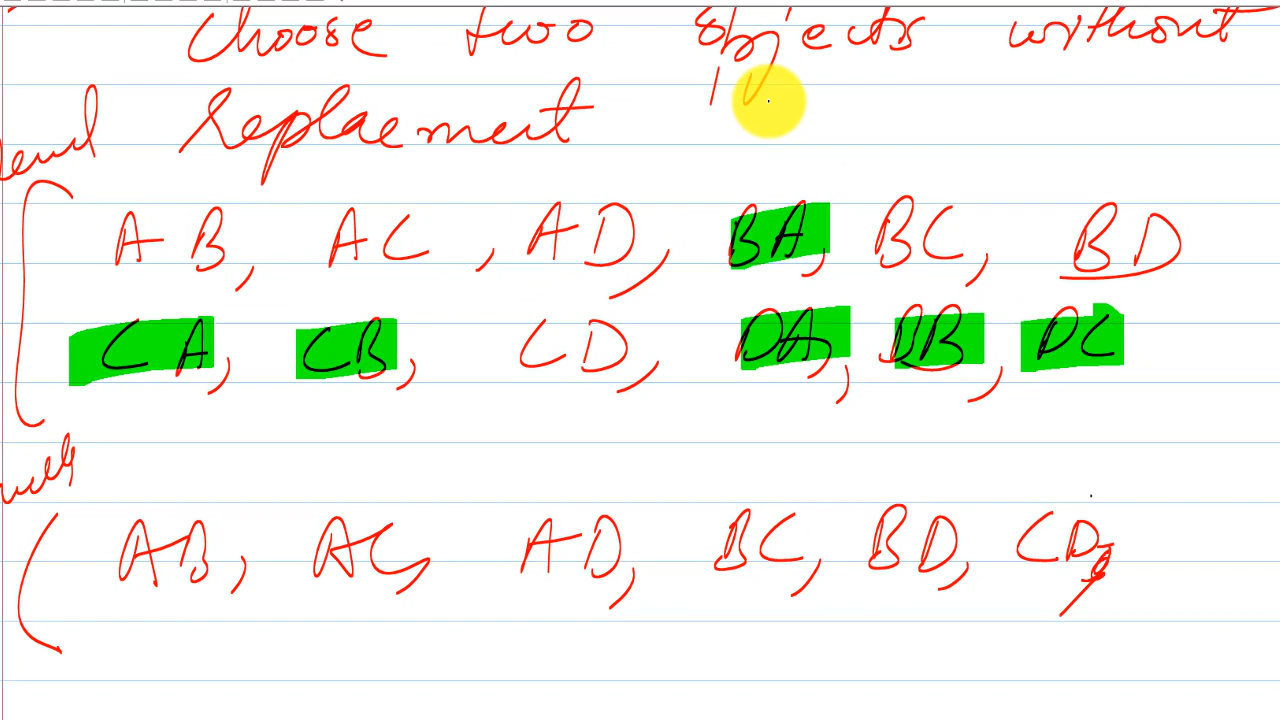 Choose two objects without
Replaement
AB, AC, AD, BA, BC, BD
CA, CB, CD, DA, DB, DC
AB, AC, AD, BC, BD, CD